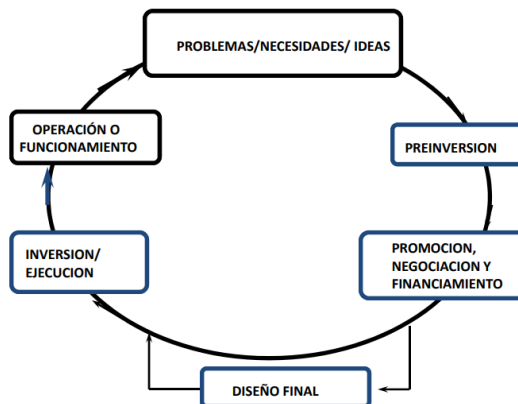 PROBLEMAS/NECESIDADES/ IDEAS
PREINVERSION
PROMOCION,
NEGOCIACION Y
FINANCIAMIENTO
DISEÑO FINAL
INVERSION/
EJECUCION
OPERACIÓN O
FUNCIONAMIENTO